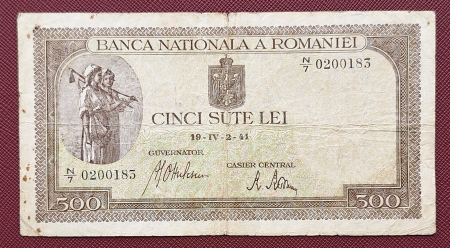 BANCA NATIONALA A ROMANIEI
N/7 0200183
CINCI SUTE LEI
19-IV-2-41
GUVERNATOR
CASIER CENTRAL
N/7 0200183
500
500